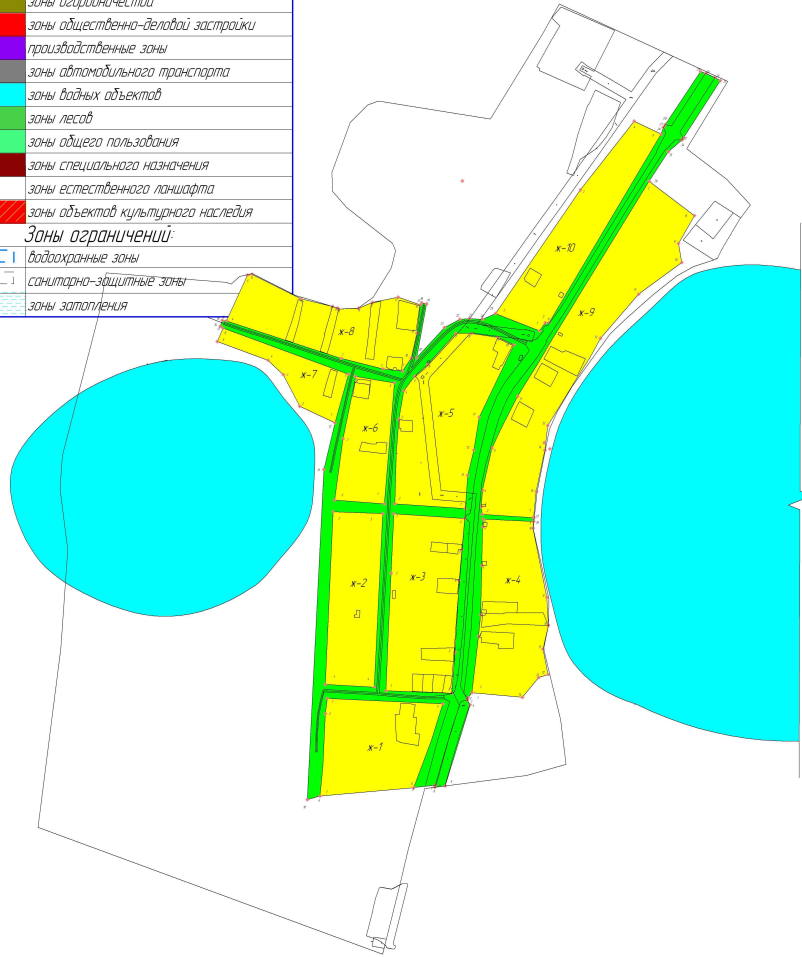 зоны огородничества
зоны общественно-деловой застройки
производственные зоны
зоны автомобильного транспорта
зоны водных объектов
зоны лесов
зоны общего пользования
зоны специального назначения
зоны естественного ланшафта
зоны объектов культурного наследия
Зоны ограничений:
водоохранные зоны
санитарно-защитные зоны
зоны затопления
ж-10
ж-9
ж-8
ж-7
ж-5
ж-6
ж-2
ж-3
ж-4
ж-1